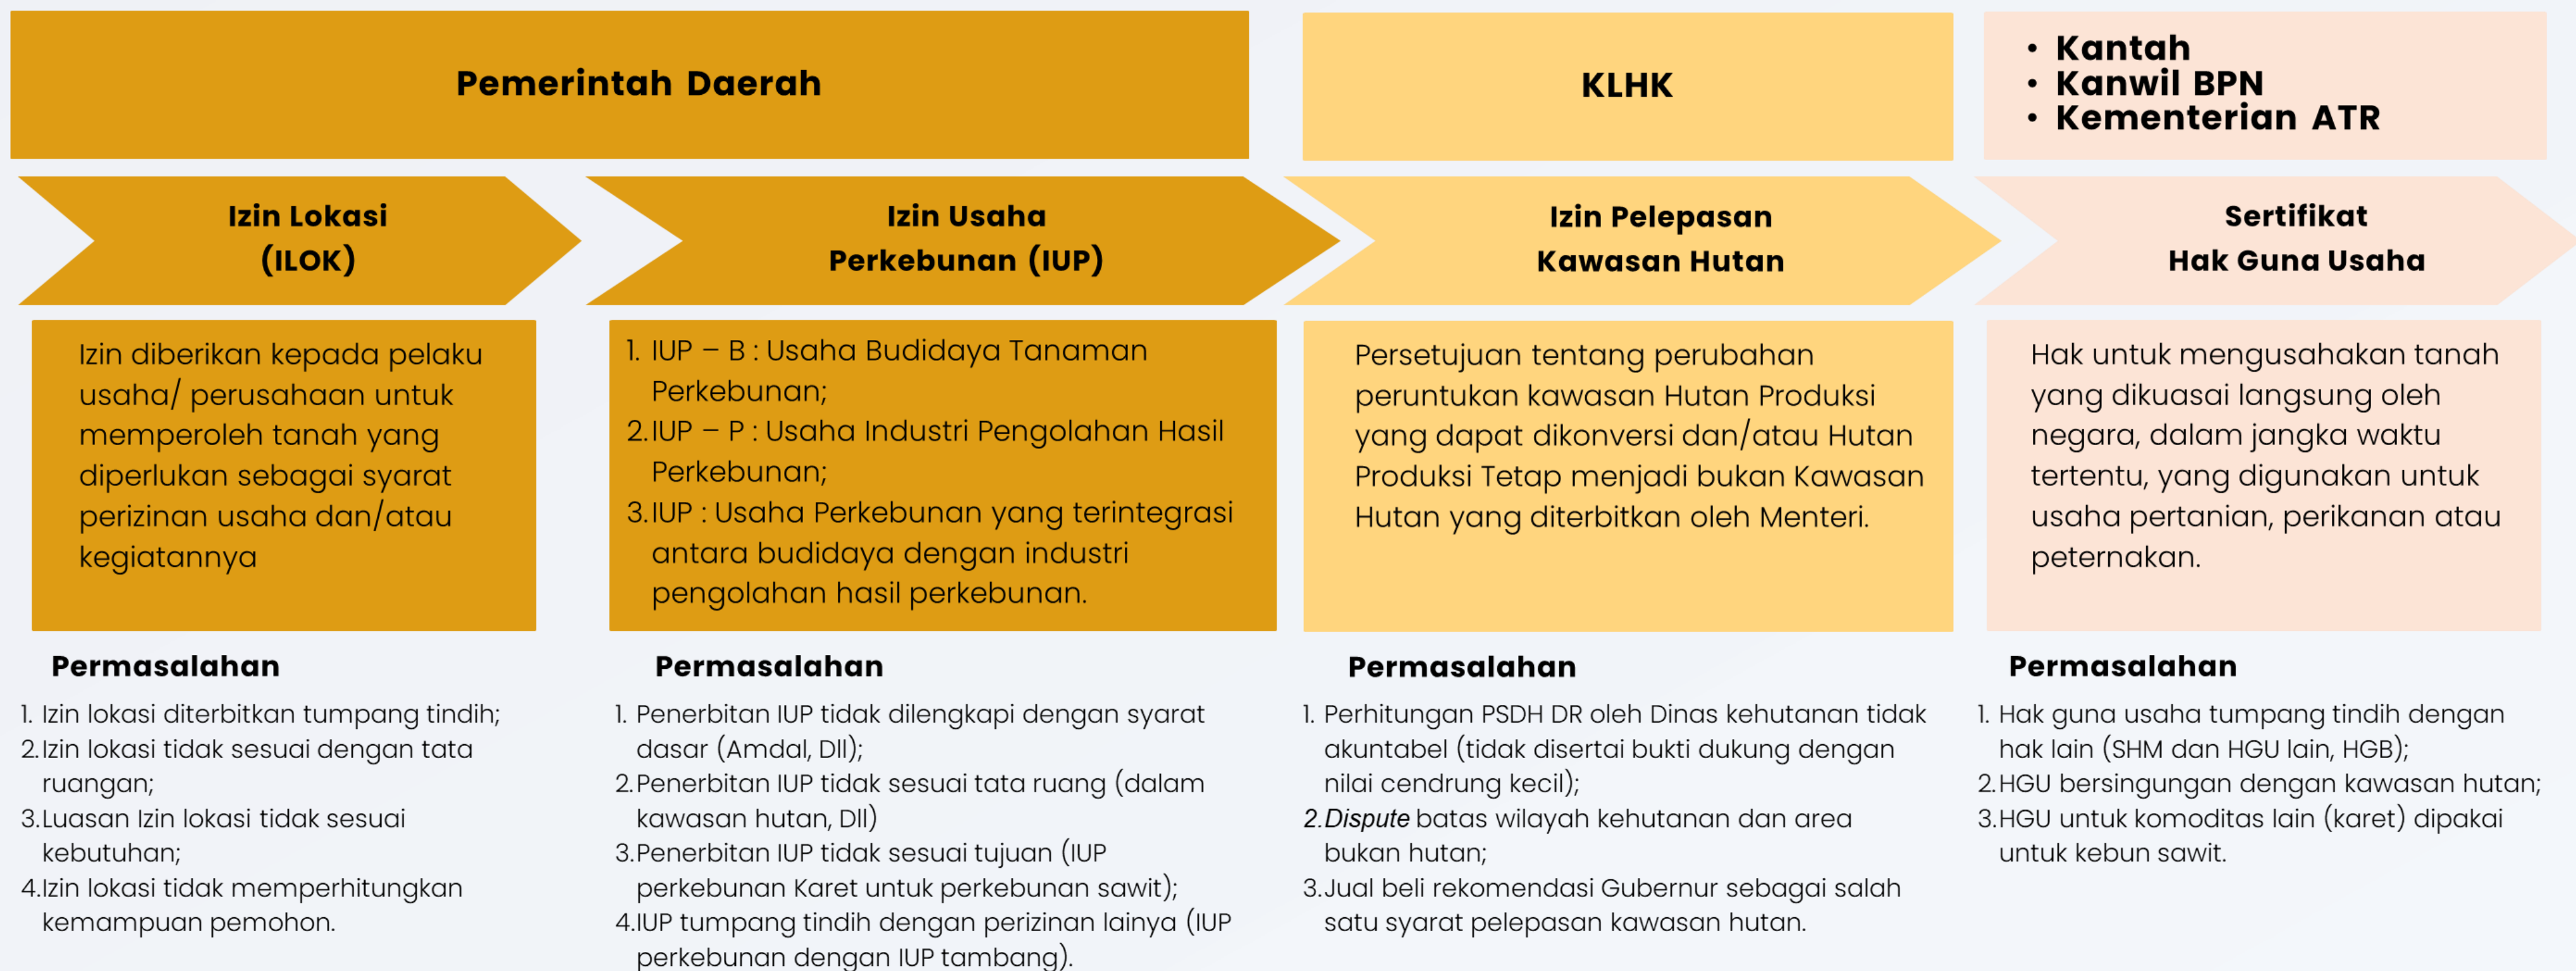 Pemerintah Daerah
KLHK
• Kantah
• Kanwil BPN
• Kementerian ATR
Izin Lokasi
(ILOK)
Izin Usaha
Perkebunan (IUP)
Izin Pelepasan
Kawasan Hutan
Sertifikat
Hak Guna Usaha
Izin diberikan kepada pelaku
usaha/ perusahaan untuk
memperoleh tanah yang
diperlukan sebagai syarat
perizinan usaha dan/atau
kegiatannya
1. IUP – B : Usaha Budidaya Tanaman
Perkebunan;
2. IUP – P : Usaha Industri Pengolahan Hasil
Perkebunan;
3. IUP : Usaha Perkebunan yang terintegrasi
antara budidaya dengan industri
pengolahan hasil perkebunan.
Persetujuan tentang perubahan
peruntukan kawasan Hutan Produksi
yang dapat dikonversi dan/atau Hutan
Produksi Tetap menjadi bukan Kawasan
Hutan yang diterbitkan oleh Menteri.
Hak untuk mengusahakan tanah
yang dikuasai langsung oleh
negara, dalam jangka waktu
tertentu, yang digunakan untuk
usaha pertanian, perikanan atau
peternakan.
Permasalahan
1. Izin lokasi diterbitkan tumpang tindih;
2. Izin lokasi tidak sesuai dengan tata
ruangan;
3. Luasan Izin lokasi tidak sesuai
kebutuhan;
4. Izin lokasi tidak memperhitungkan
kemampuan pemohon.
Permasalahan
1. Penerbitan IUP tidak dilengkapi dengan syarat
dasar (Amdal, Dll);
2. Penerbitan IUP tidak sesuai tata ruang (dalam
kawasan hutan, Dll)
3. Penerbitan IUP tidak sesuai tujuan (IUP
perkebunan Karet untuk perkebunan sawit);
4. IUP tumpang tindih dengan perizinan lainya (IUP
perkebunan dengan IUP tambang).
Permasalahan
1. Perhitungan PSDH DR oleh Dinas kehutanan tidak
akuntabel (tidak disertai bukti dukung dengan
nilai cendrung kecil);
2. Dispute batas wilayah kehutanan dan area
bukan hutan;
3. Jual beli rekomendasi Gubernur sebagai salah
satu syarat pelepasan kawasan hutan.
Permasalahan
1. Hak guna usaha tumpang tindih dengan
hak lain (SHM dan HGU lain, HGB);
2. HGU bersingungan dengan kawasan hutan;
3. HGU untuk komoditas lain (karet) dipakai
untuk kebun sawit.